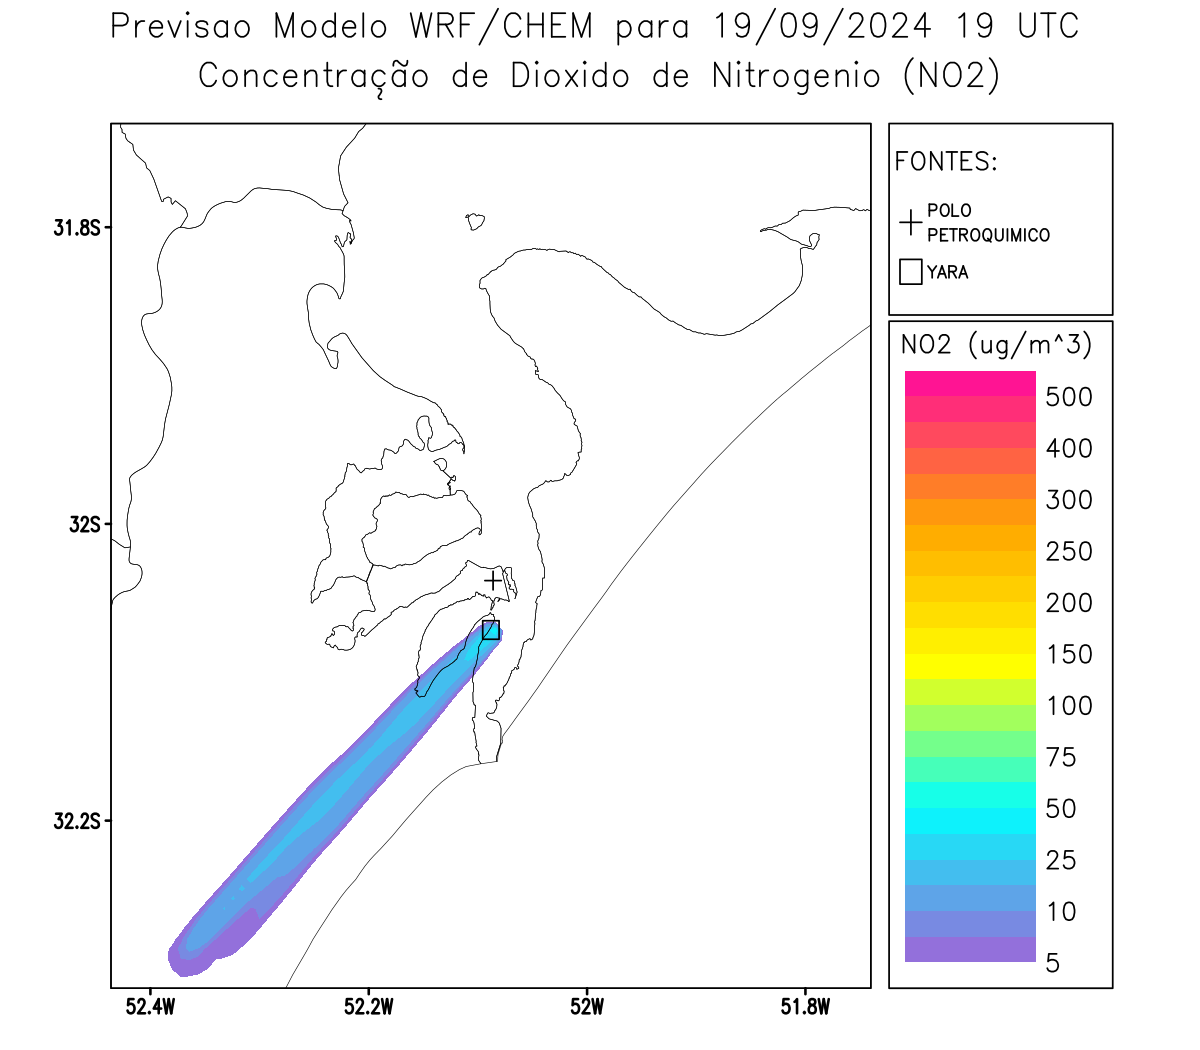 Previsao Modelo WRF/CHEM para 19/09/2024 19 UTC
Concentração de Dioxido de Nitrogenio (NO2)
FONTES:
POLO
PETROQUIMICO
YARA
NO2 (ug/m^3)
500
400
300
250
200
150
100
75
50
25
10
5
31.8S
32S
32.2S
52.4W
52.2W
52W
51.8W